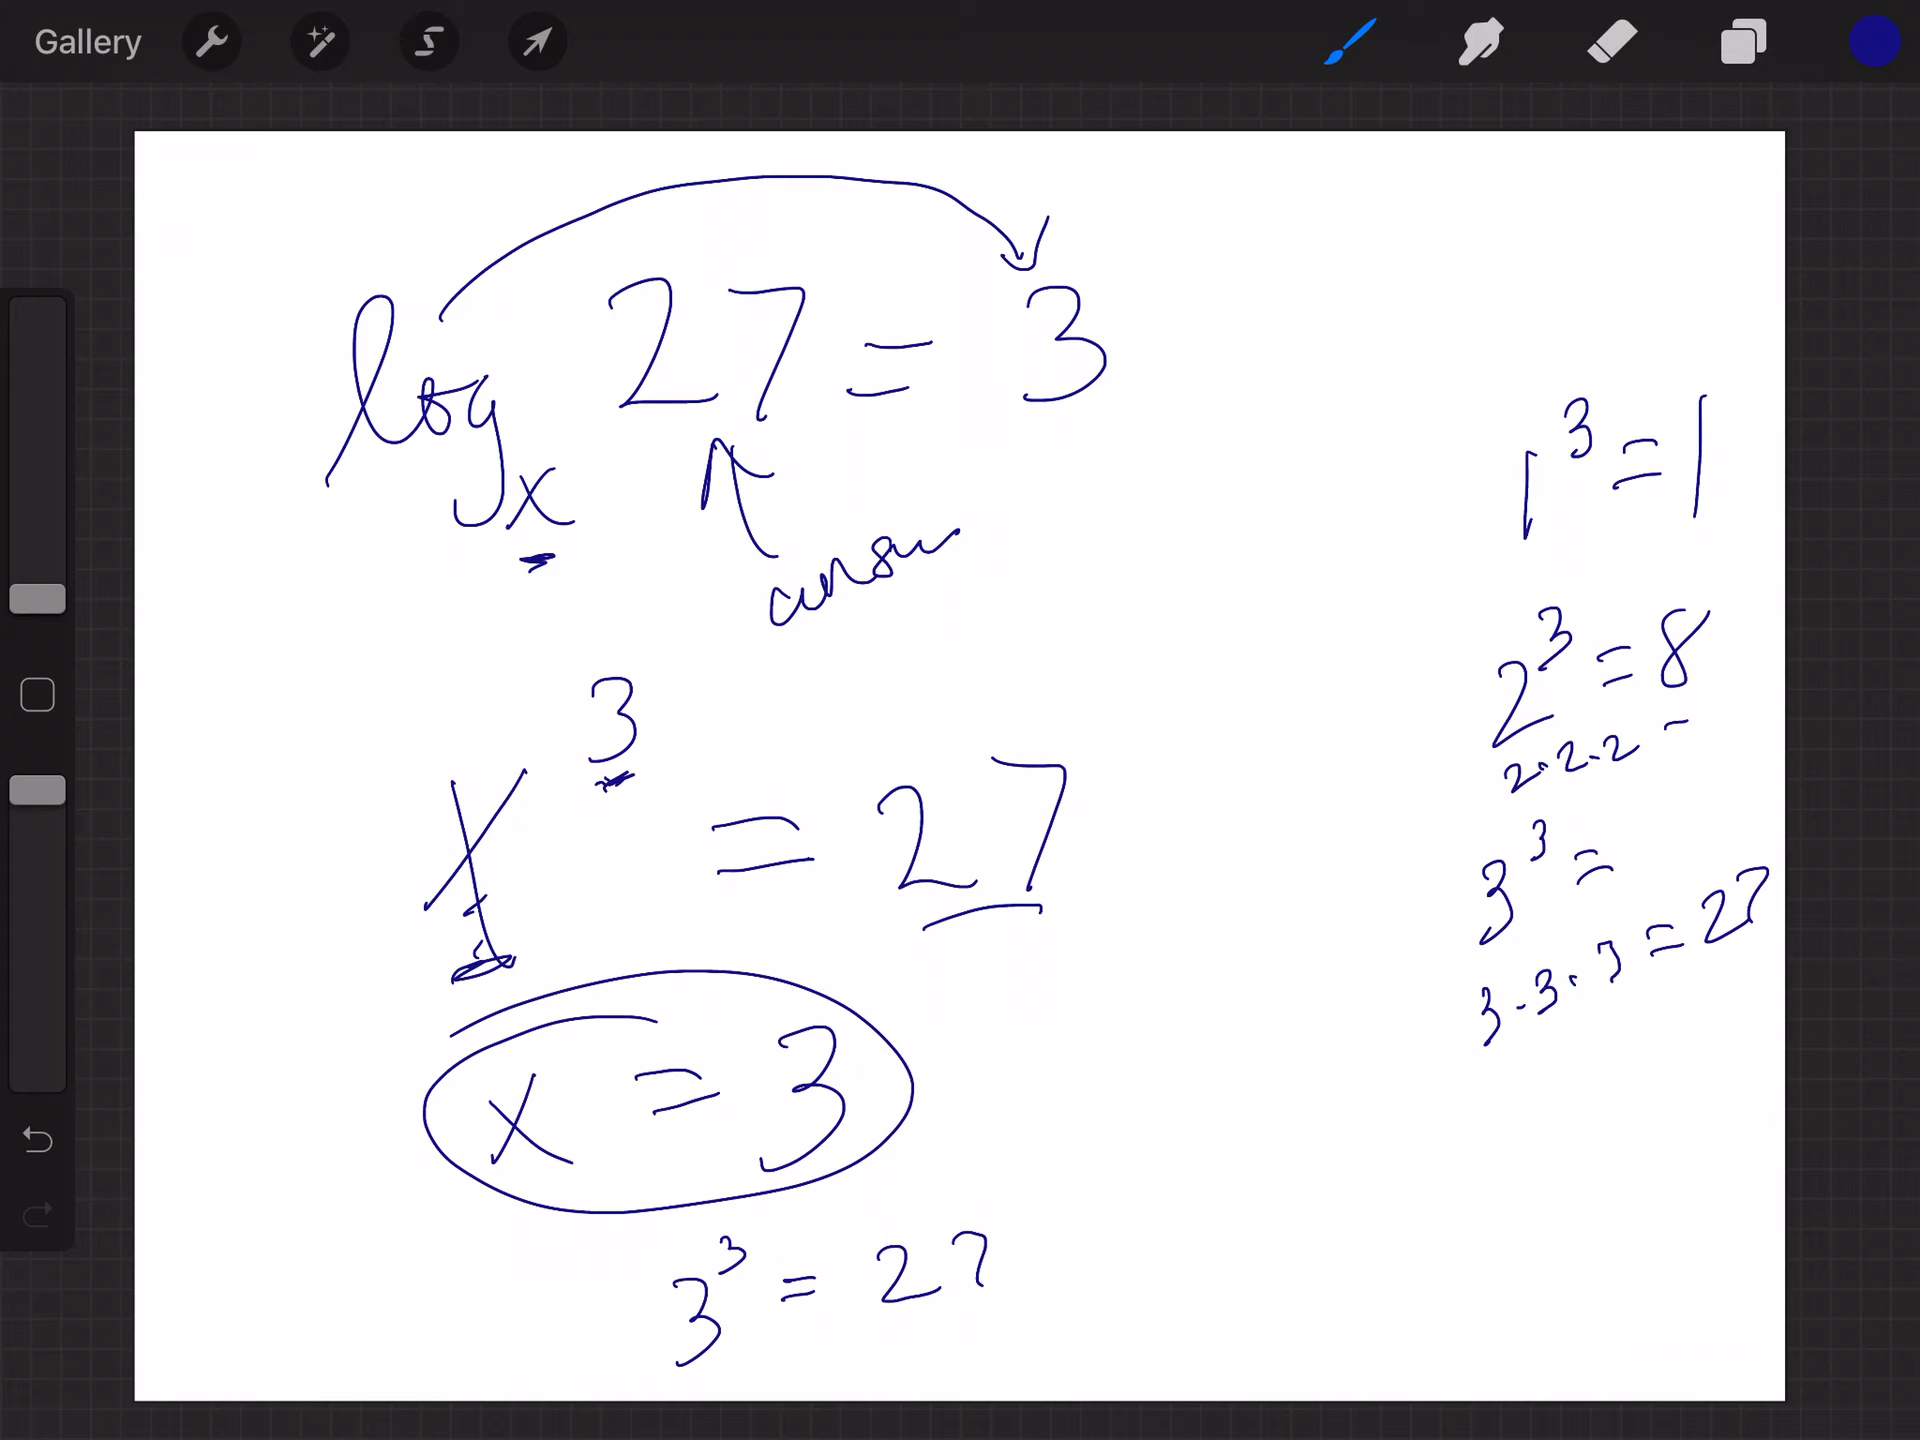 Gallery
log_x 27 = 3
x^3 = 27
x = 3
3^3 = 27
1^3 = 1
2^3 = 8
2·2·2 =
3^3 =
3·3·3 = 27